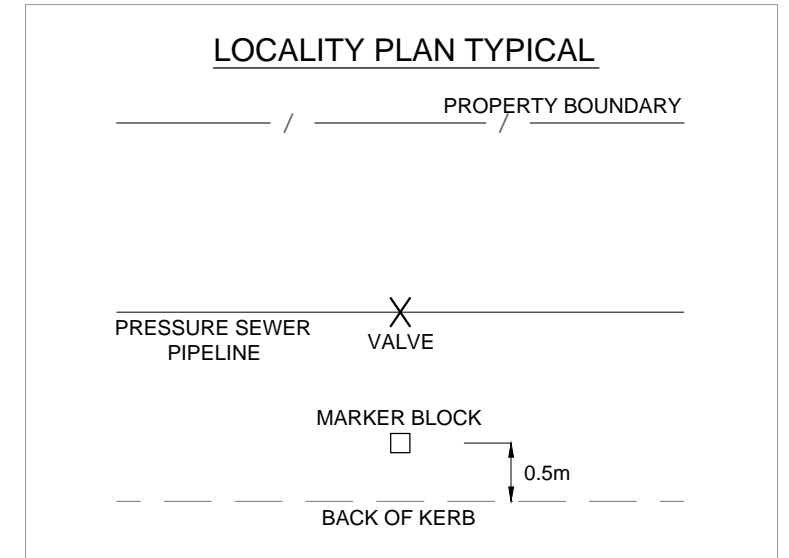 LOCALITY PLAN TYPICAL
PROPERTY BOUNDARY
PRESSURE SEWER
PIPELINE
VALVE
MARKER BLOCK
0.5m
BACK OF KERB